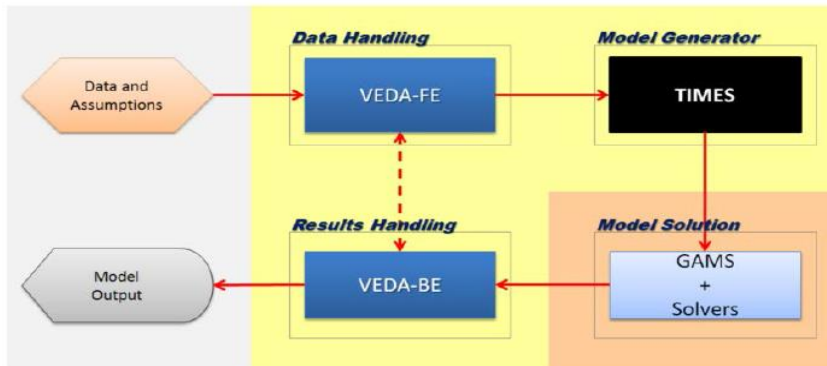 Data Handling
Model Generator
Data and
Assumptions
VEDA-FE
TIMES
Results Handling
Model Solution
Model
Output
VEDA-BE
GAMS
+
Solvers